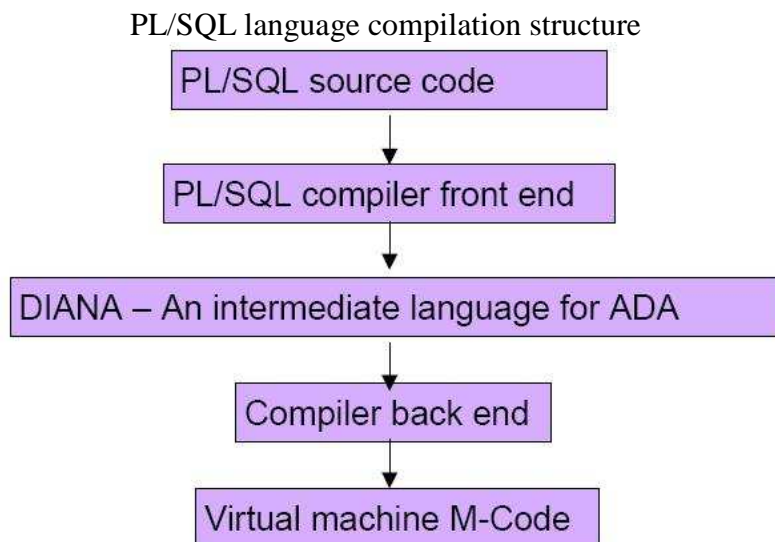 PL/SQL language compilation structure
PL/SQL source code
PL/SQL compiler front end
DIANA – An intermediate language for ADA
Compiler back end
Virtual machine M-Code